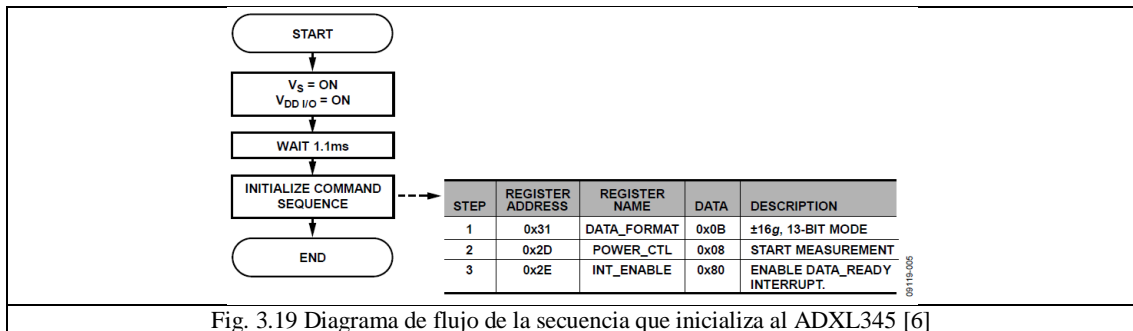 START
V_S = ON
V_DD I/O = ON
WAIT 1.1ms
INITIALIZE COMMAND
SEQUENCE
END
STEP REGISTER ADDRESS REGISTER NAME DATA DESCRIPTION
1 0x31 DATA_FORMAT 0x0B ±16g, 13-BIT MODE
2 0x2D POWER_CTL 0x08 START MEASUREMENT
3 0x2E INT_ENABLE 0x80 ENABLE DATA_READY
INTERRUPT.
09119-005
Fig. 3.19 Diagrama de flujo de la secuencia que inicializa al ADXL345 [6]